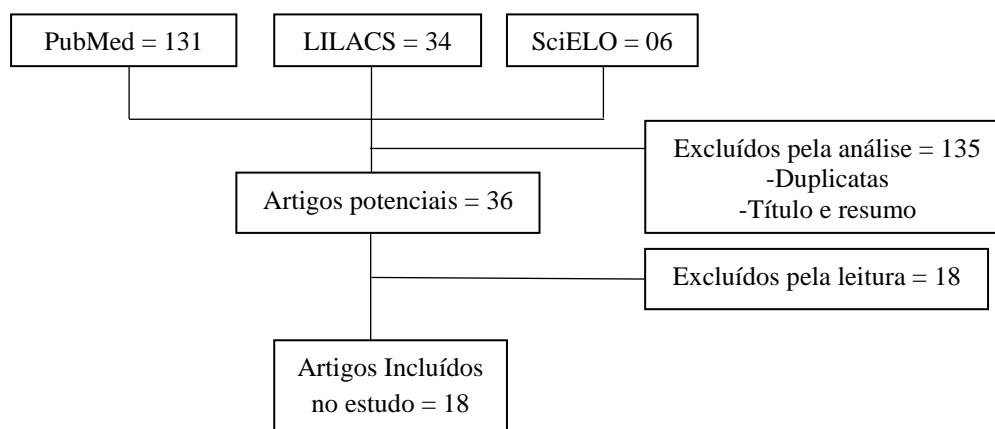 PubMed = 131
LILACS = 34
SciELO = 06
Excluídos pela análise = 135
-Duplicatas
-Título e resumo
Artigos potenciais = 36
Excluídos pela leitura = 18
Artigos Incluídos
no estudo = 18